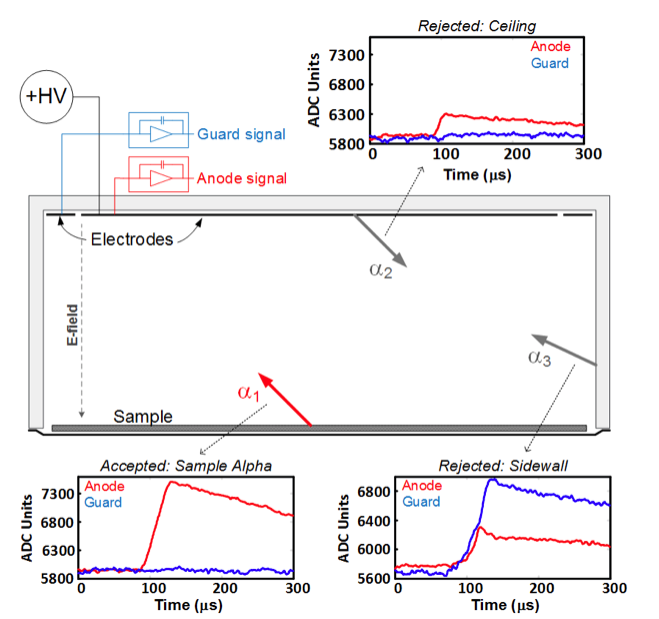 Rejected: Ceiling
ADC Units
7300
6800
6300
5800
Anode
Guard
0
100
200
300
Time (μs)
+HV
Guard signal
Anode signal
Electrodes
α2
E-field
α3
α1
Sample
Accepted: Sample Alpha
ADC Units
7300
6800
6300
5800
Anode
Guard
0
100
200
300
Time (μs)
Rejected: Sidewall
ADC Units
6800
6400
6000
5600
Anode
Guard
0
100
200
300
Time (μs)